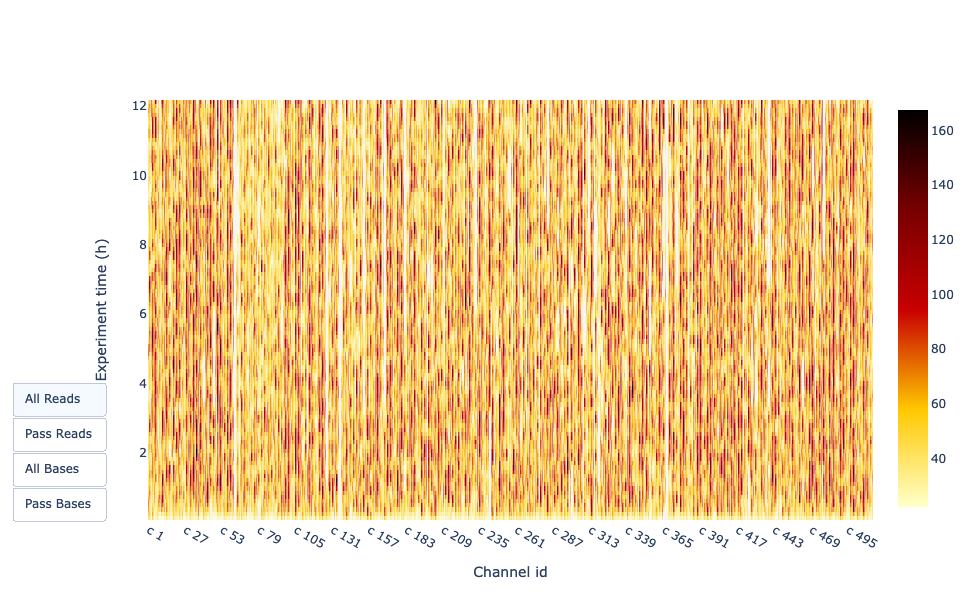 12
10
8
6
4
2
Experiment time (h)
All Reads
Pass Reads
All Bases
Pass Bases
c 1
c 27
c 53
c 79
c 105
c 131
c 157
c 183
c 209
c 235
c 261
c 287
c 313
c 339
c 365
c 391
c 417
c 443
c 469
c 495
Channel id
160
140
120
100
80
60
40